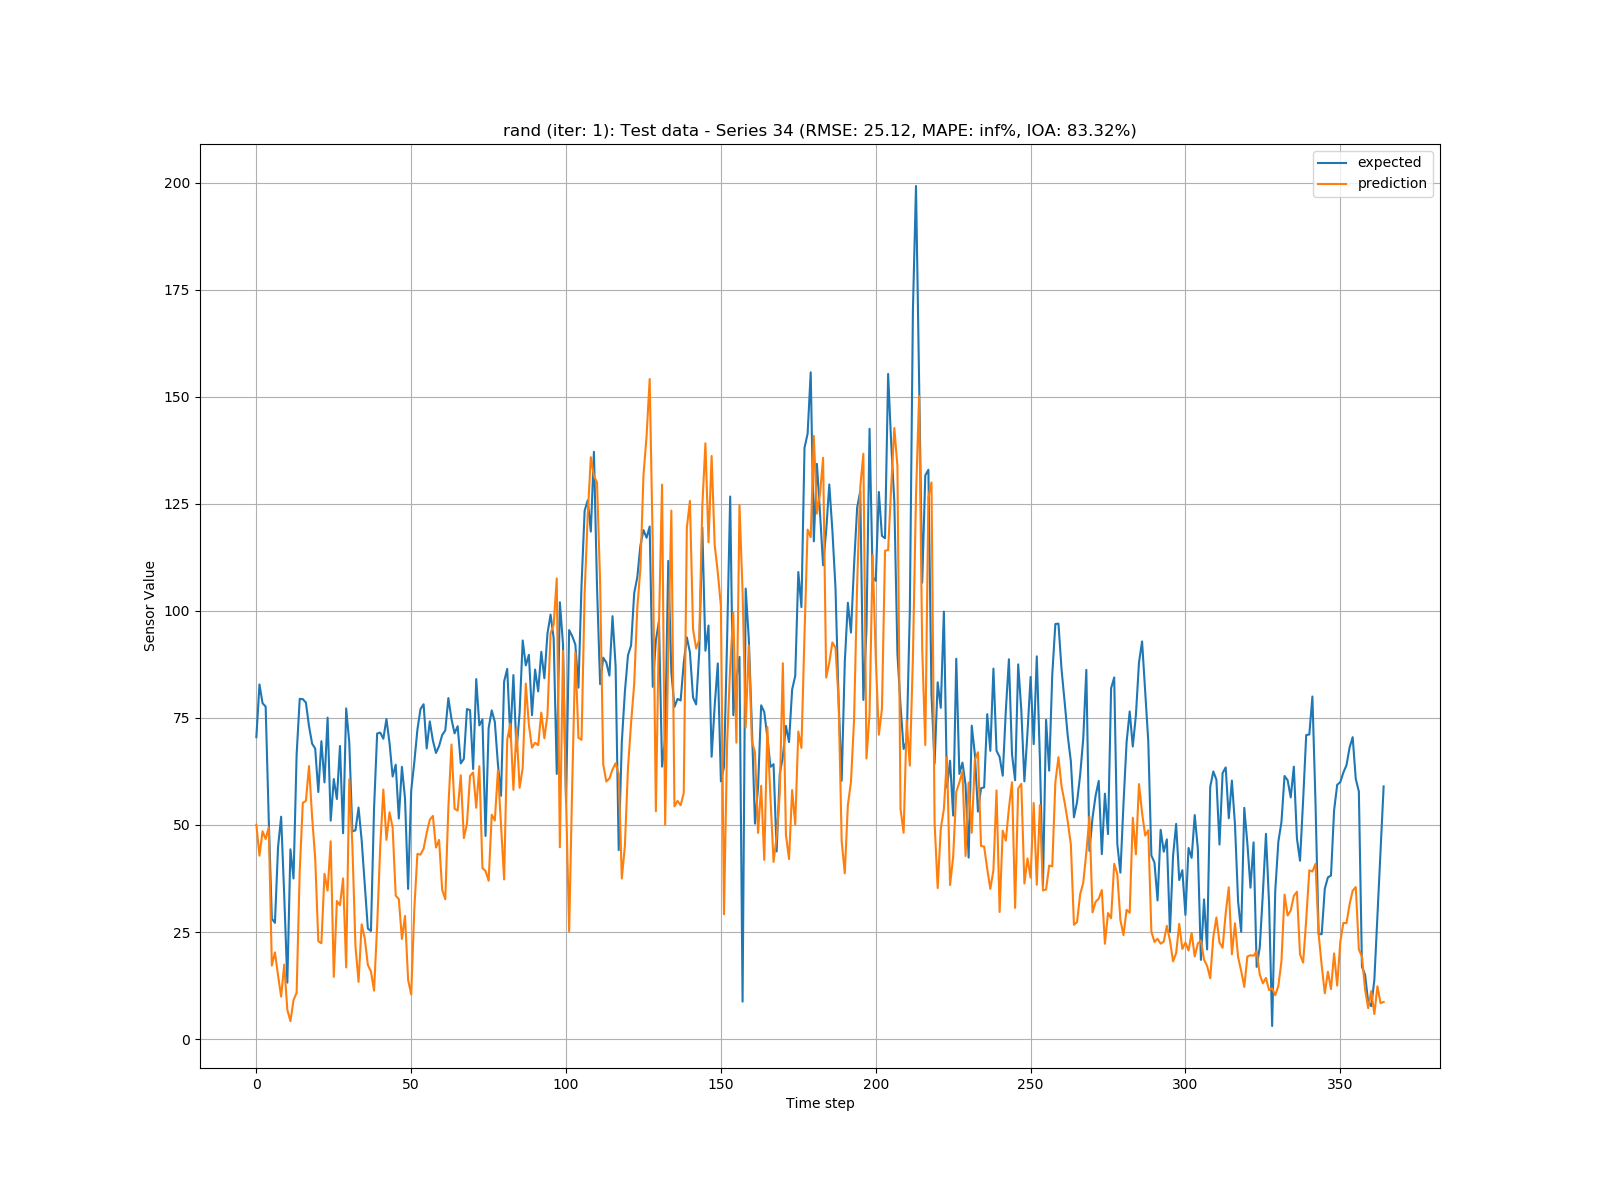 rand (iter: 1): Test data - Series 34 (RMSE: 25.12, MAPE: inf%, IOA: 83.32%)
expected
prediction
200
175
150
125
100
75
50
25
0
Sensor Value
0 50 100 150 200 250 300 350
Time step